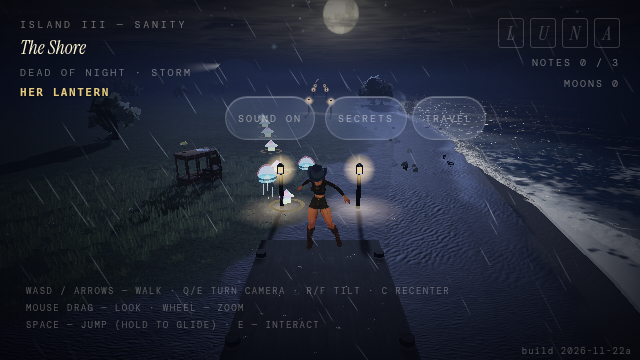 ISLAND III — SANITY
The Shore
DEAD OF NIGHT · STORM
HER LANTERN
L U N A
NOTES 0 / 3
MOONS 0
SOUND ON
SECRETS
TRAVEL
WASD / ARROWS — WALK · Q/E TURN CAMERA · R/F TILT · C RECENTER
MOUSE DRAG — LOOK · WHEEL — ZOOM
SPACE — JUMP (HOLD TO GLIDE) · E — INTERACT
build 2026-11-22a